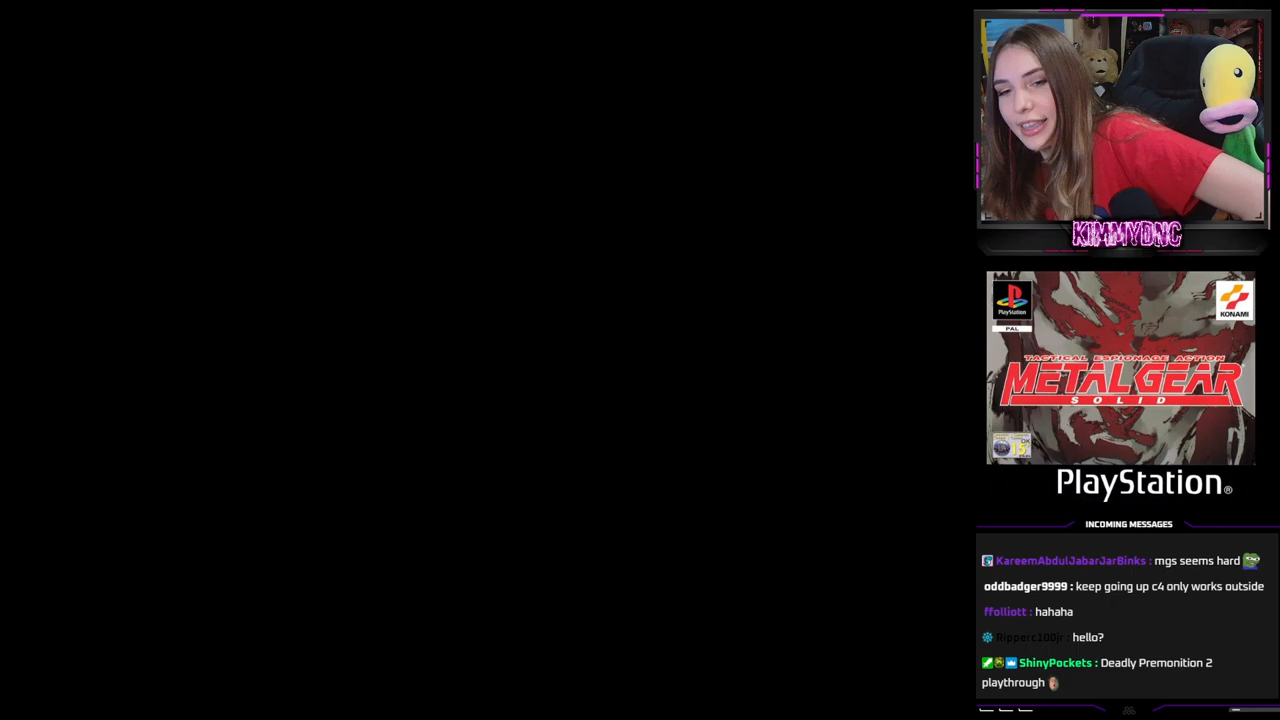 KIMMYDNC
PlayStation
PAL
KONAMI
TACTICAL ESPIONAGE ACTION
METAL GEAR
SOLID
15
PlayStation®
INCOMING MESSAGES
KareemAbdulJabarJarBinks : mgs seems hard
oddbadger9999 : keep going up c4 only works outside
ffolliott : hahaha
Ripperc100jr : hello?
ShinyPockets : Deadly Premonition 2
playthrough